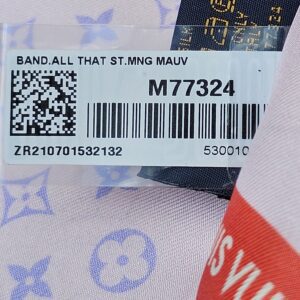 BAND.ALL THAT ST.MNG MAUV
M77324
ZR210701532132
530010